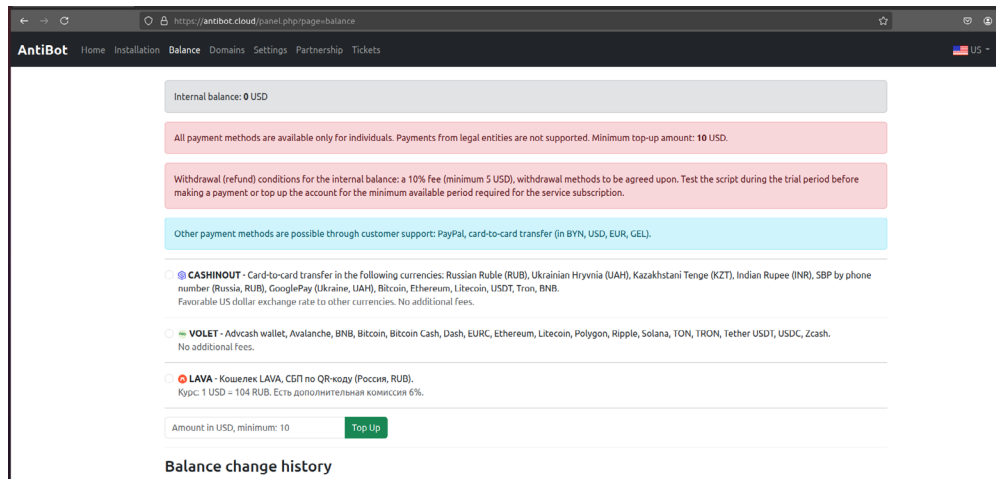 https://antibot.cloud/panel.php?page=balance
AntiBot Home Installation Balance Domains Settings Partnership Tickets US
Internal balance: 0 USD
All payment methods are available only for individuals. Payments from legal entities are not supported. Minimum top-up amount: 10 USD.
Withdrawal (refund) conditions for the internal balance: a 10% fee (minimum 5 USD), withdrawal methods to be agreed upon. Test the script during the trial period before
making a payment or top up the account for the minimum available period required for the service subscription.
Other payment methods are possible through customer support: PayPal, card-to-card transfer (in BYN, USD, EUR, GEL).
CASHINOUT - Card-to-card transfer in the following currencies: Russian Ruble (RUB), Ukrainian Hryvnia (UAH), Kazakhstani Tenge (KZT), Indian Rupee (INR), SBP by phone
number (Russia, RUB), GooglePay (Ukraine, UAH), Bitcoin, Ethereum, Litecoin, USDT, Tron, BNB.
Favorable US dollar exchange rate to other currencies. No additional fees.
VOLET - Advcash wallet, Avalanche, BNB, Bitcoin, Bitcoin Cash, Dash, EURC, Ethereum, Litecoin, Polygon, Ripple, Solana, TON, TRON, Tether USDT, USDC, Zcash.
No additional fees.
LAVA - Кошелек LAVA, СБП по QR-коду (Россия, RUB).
Курс: 1 USD = 104 RUB. Есть дополнительная комиссия 6%.
Amount in USD, minimum: 10 Top Up
Balance change history